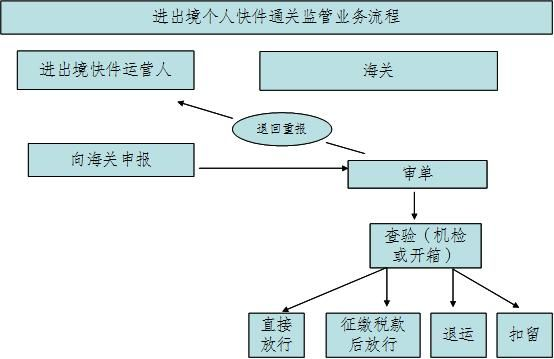 进出境个人快件通关监管业务流程
进出境快件运营人
海关
退回重报
向海关申报
审单
查验（机检
或开箱）
直接
放行
征缴税款
后放行
退运
扣留